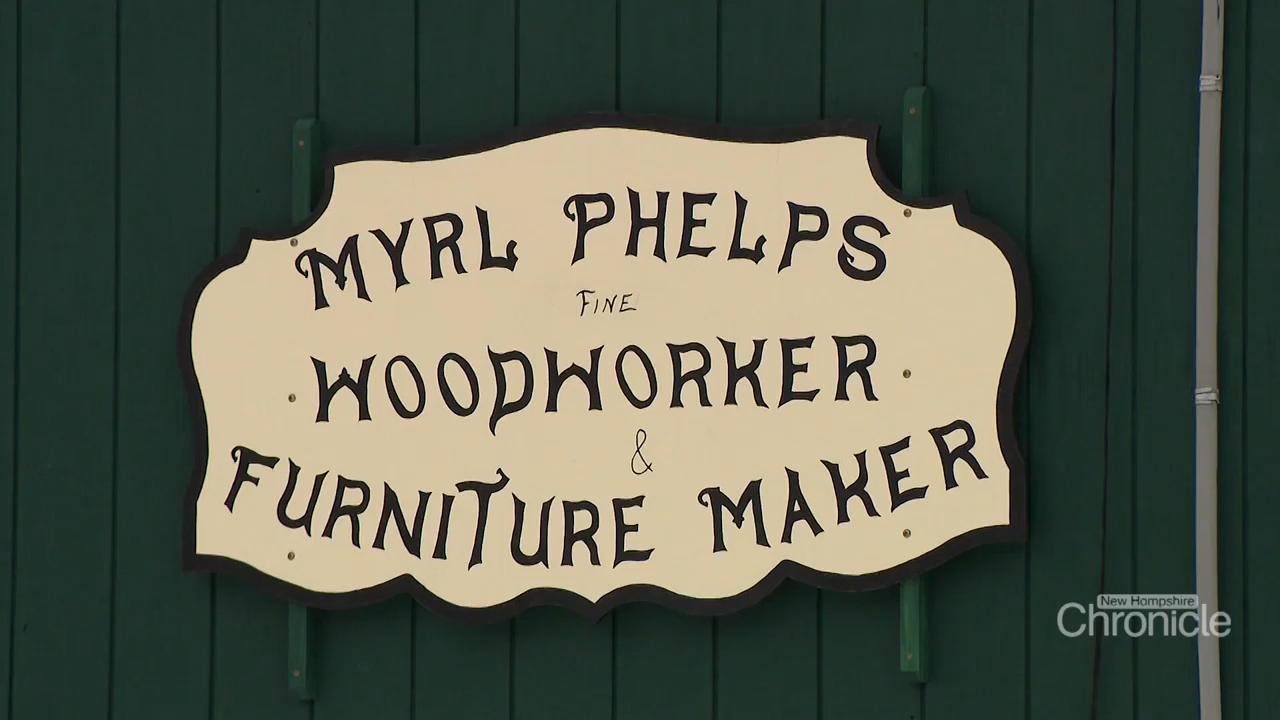 MYRL PHELPS
FINE
WOODWORKER
&
FURNITURE MAKER
New Hampshire
Chronicle